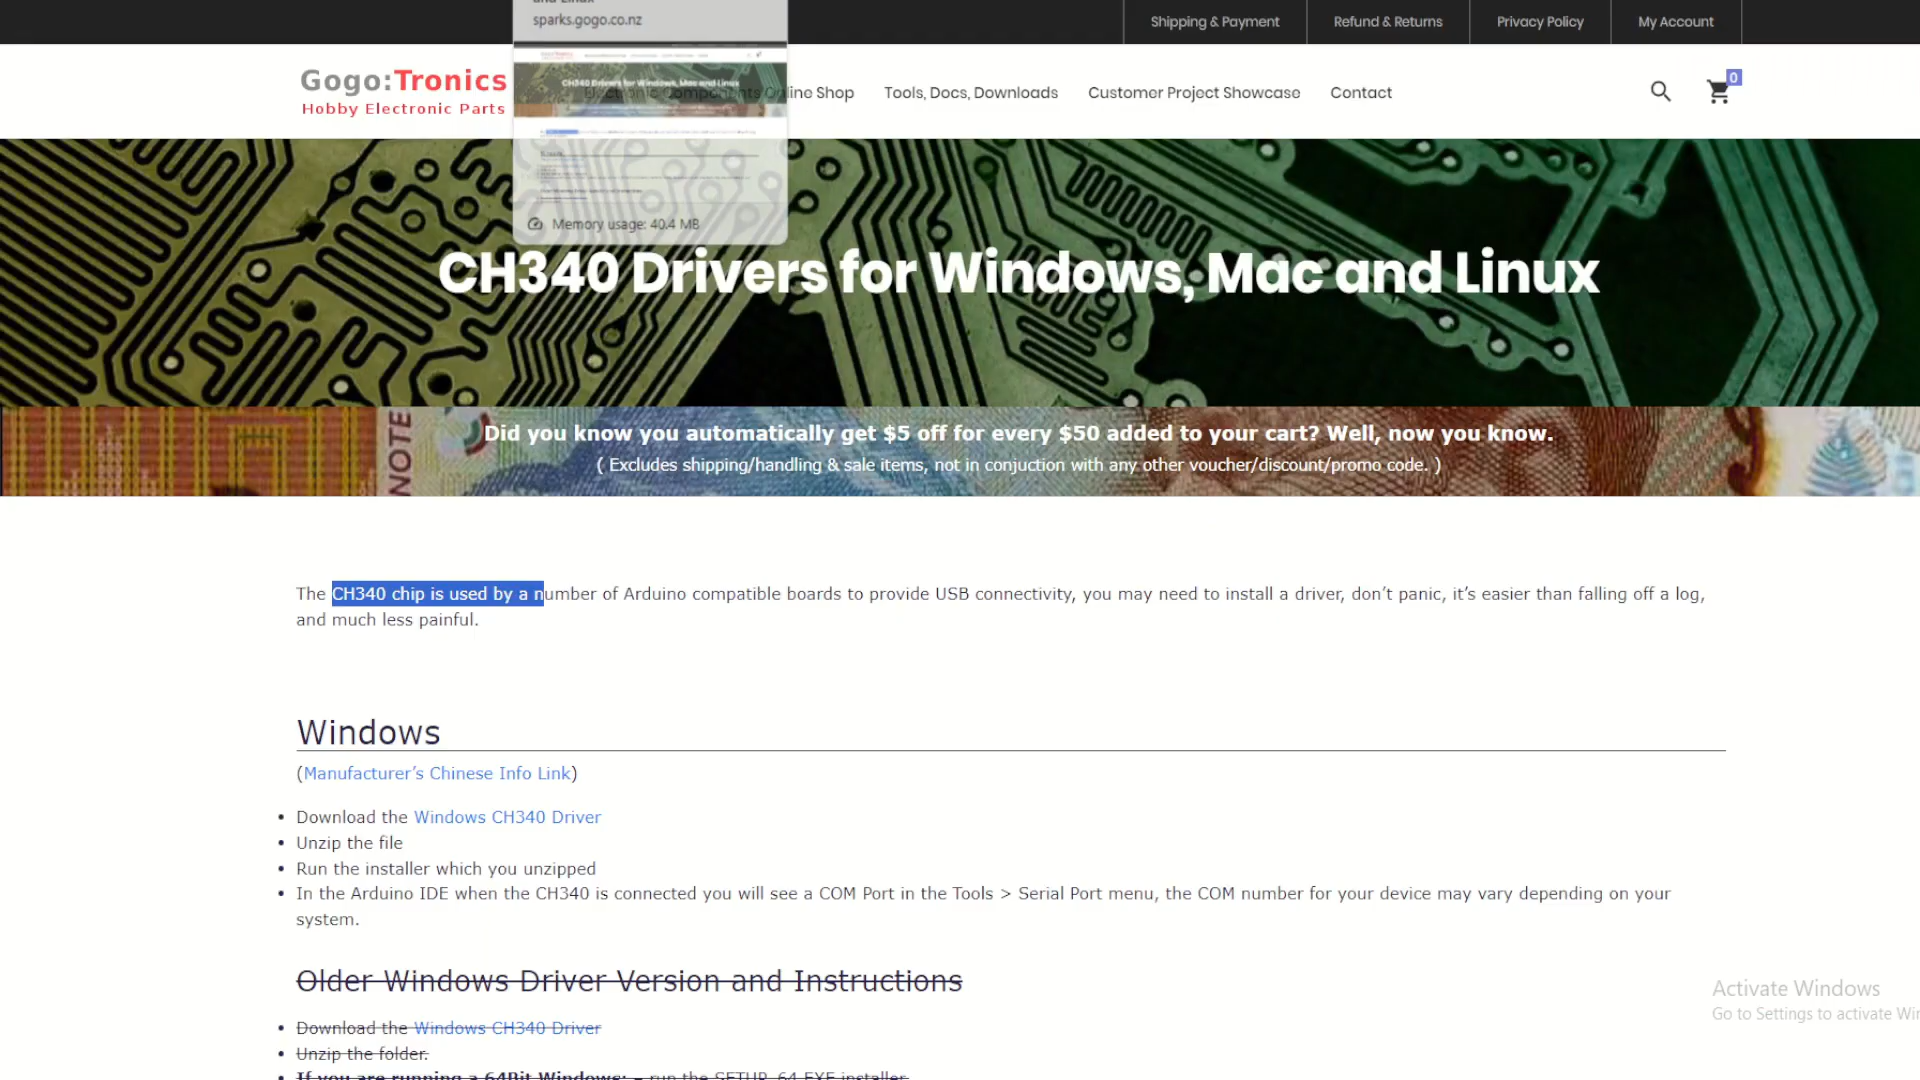 and Linux
sparks.gogo.co.nz
Shipping & Payment
Refund & Returns
Privacy Policy
My Account
Gogo:Tronics
Hobby Electronic Parts
CH340 Drivers for Windows, Mac and Linux
Electronic Components Online Shop
Tools, Docs, Downloads
Customer Project Showcase
Contact
0
Memory usage: 40.4 MB
CH340 Drivers for Windows, Mac and Linux
NOTE
Did you know you automatically get $5 off for every $50 added to your cart? Well, now you know.
( Excludes shipping/handling & sale items, not in conjuction with any other voucher/discount/promo code. )
The CH340 chip is used by a number of Arduino compatible boards to provide USB connectivity, you may need to install a driver, don’t panic, it’s easier than falling off a log,
and much less painful.
Windows
(Manufacturer’s Chinese Info Link)
• Download the Windows CH340 Driver
• Unzip the file
• Run the installer which you unzipped
• In the Arduino IDE when the CH340 is connected you will see a COM Port in the Tools > Serial Port menu, the COM number for your device may vary depending on your
system.
Older Windows Driver Version and Instructions
• Download the Windows CH340 Driver
• Unzip the folder.
• If you are running a 64Bit Windows: – run the SETUP_64.EXE installer.
Activate Windows
Go to Settings to activate Win